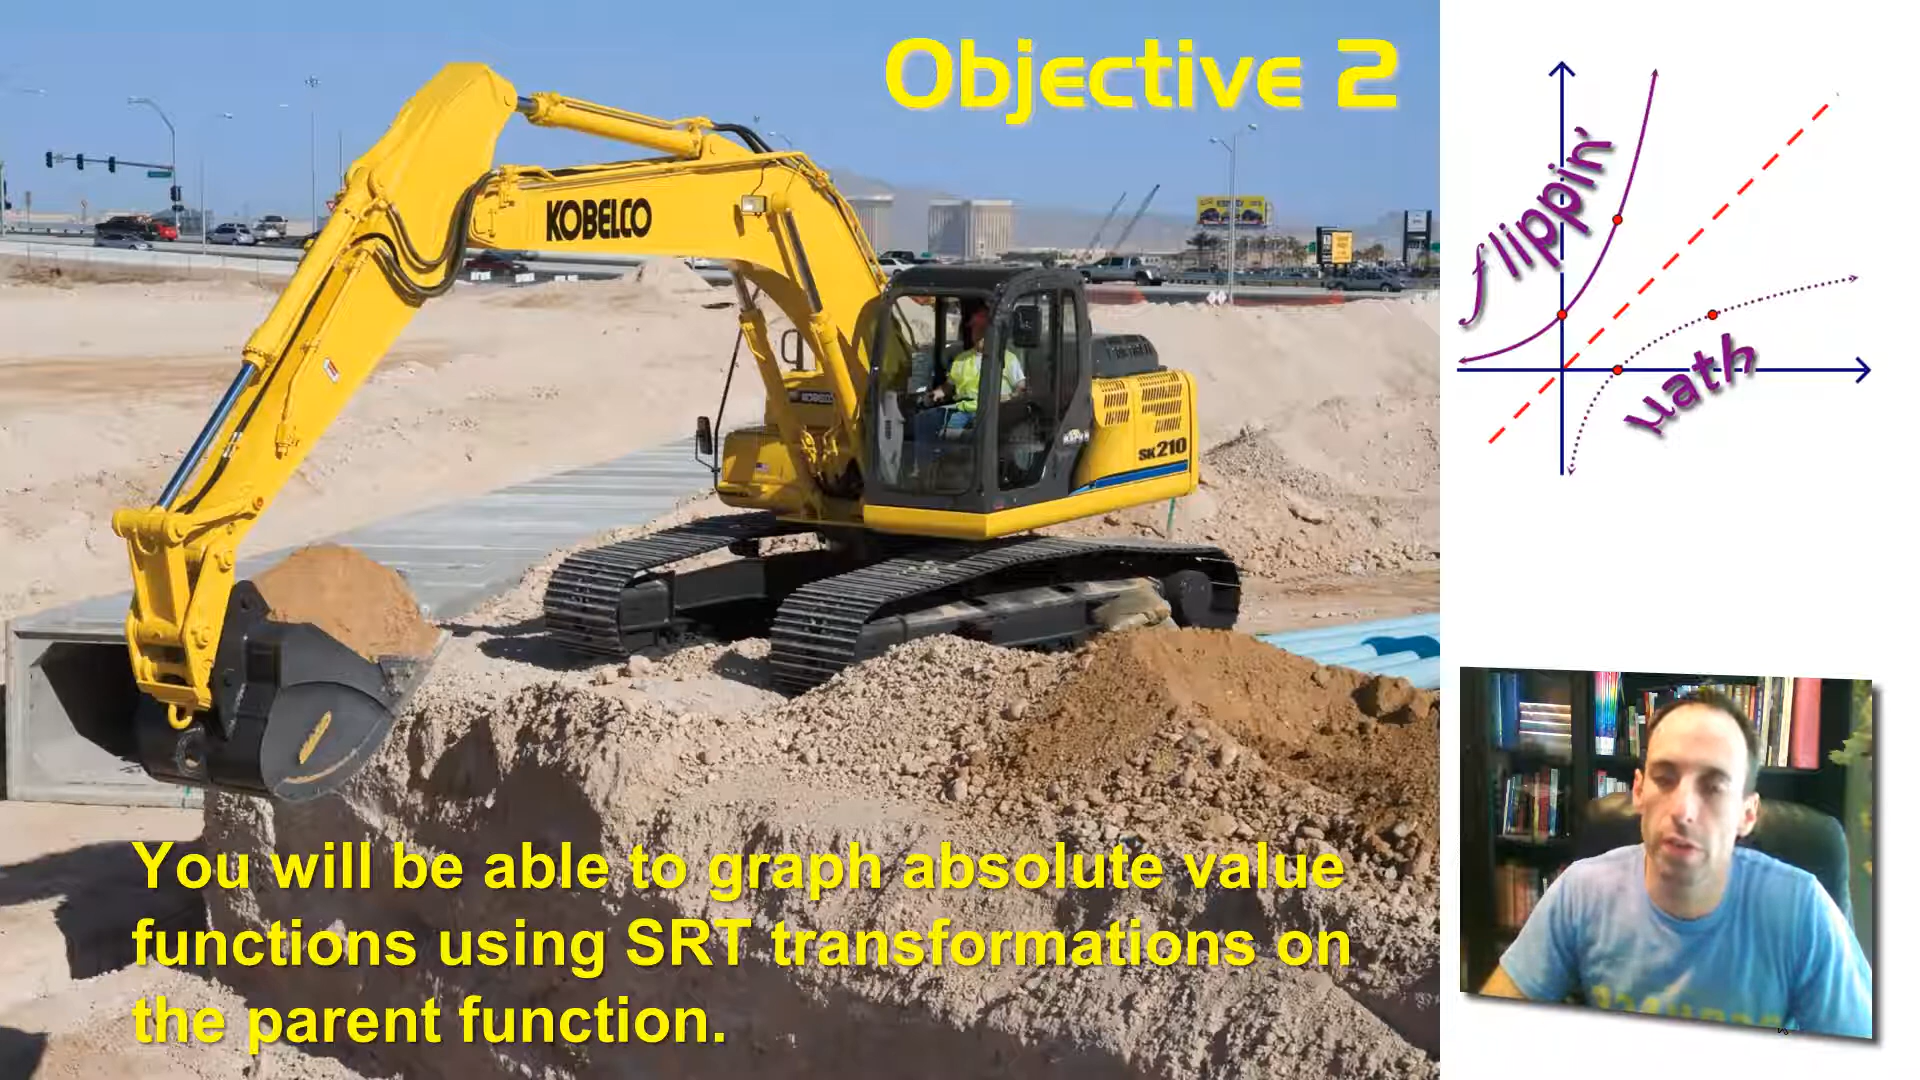 Objective 2
KOBELCO
SK210
You will be able to graph absolute value
functions using SRT transformations on
the parent function.
flippin'
math